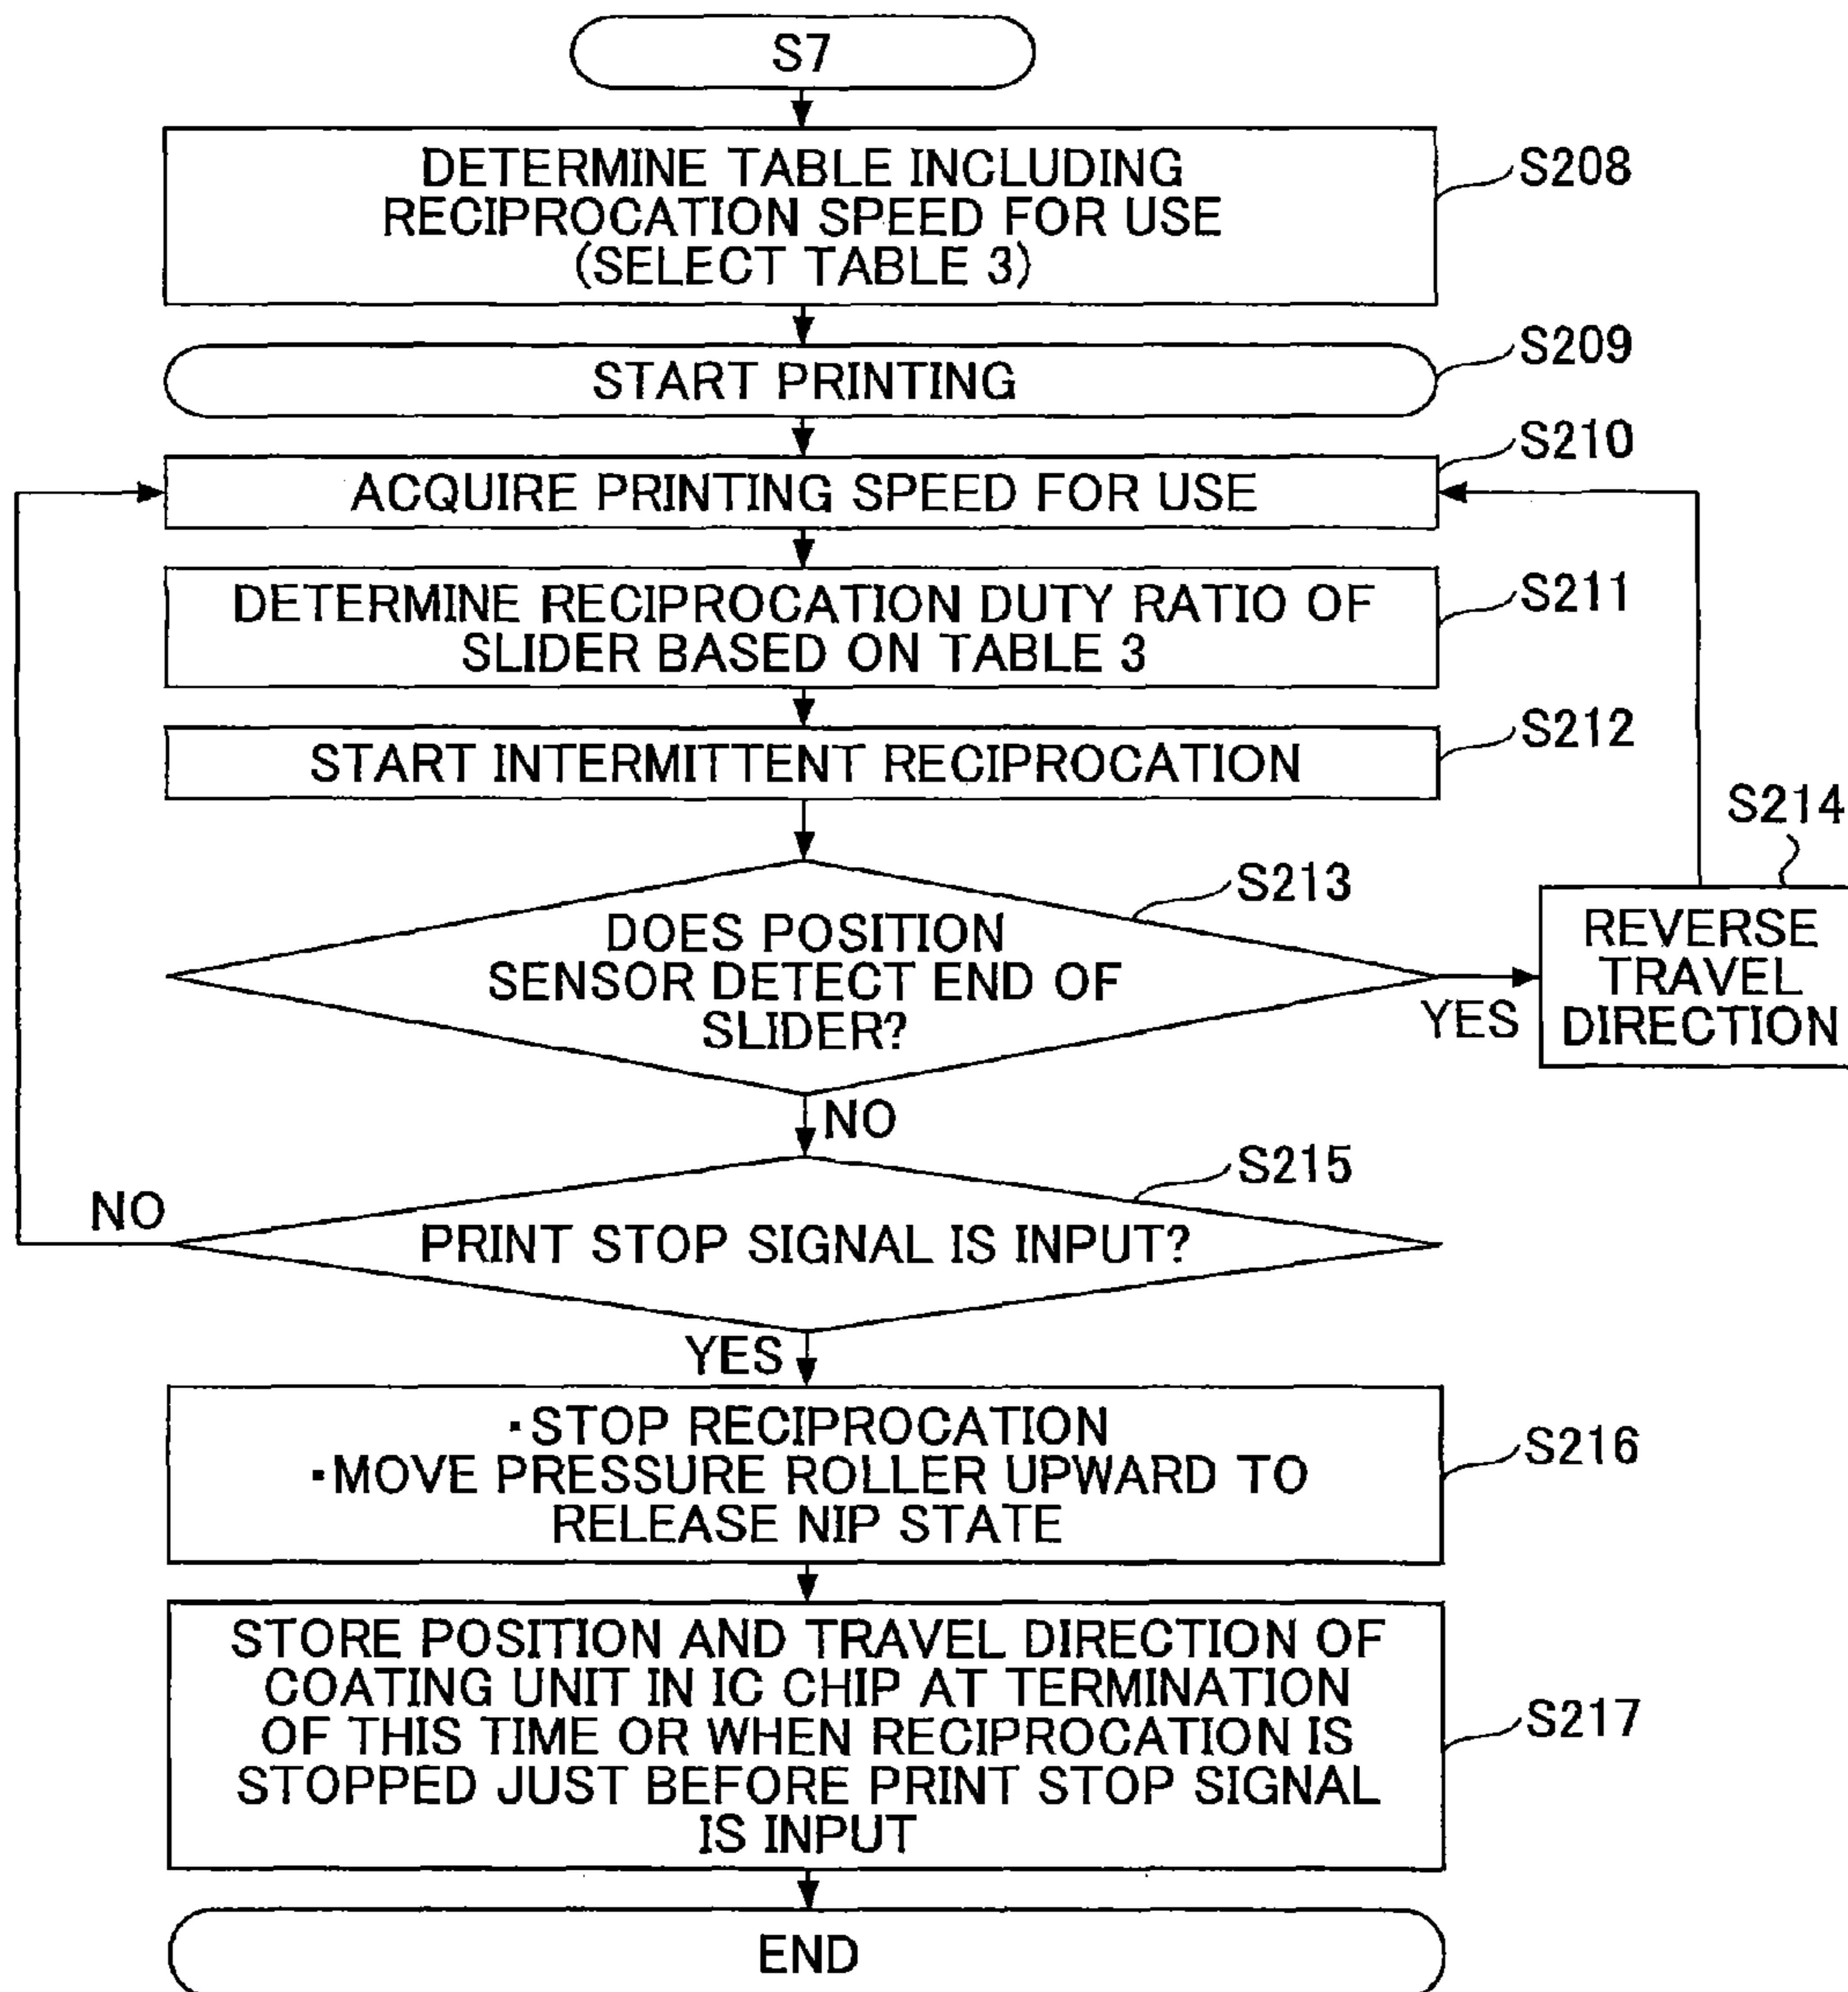 S7
DETERMINE TABLE INCLUDING
RECIPROCATION SPEED FOR USE
(SELECT TABLE 3)
S208
START PRINTING
S209
ACQUIRE PRINTING SPEED FOR USE
S210
DETERMINE RECIPROCATION DUTY RATIO OF
SLIDER BASED ON TABLE 3
S211
START INTERMITTENT RECIPROCATION
S212
DOES POSITION
SENSOR DETECT END OF
SLIDER?
S213
YES
REVERSE
TRAVEL
DIRECTION
S214
NO
PRINT STOP SIGNAL IS INPUT?
S215
NO
YES
▪STOP RECIPROCATION
▪MOVE PRESSURE ROLLER UPWARD TO
RELEASE NIP STATE
S216
STORE POSITION AND TRAVEL DIRECTION OF
COATING UNIT IN IC CHIP AT TERMINATION
OF THIS TIME OR WHEN RECIPROCATION IS
STOPPED JUST BEFORE PRINT STOP SIGNAL
IS INPUT
S217
END